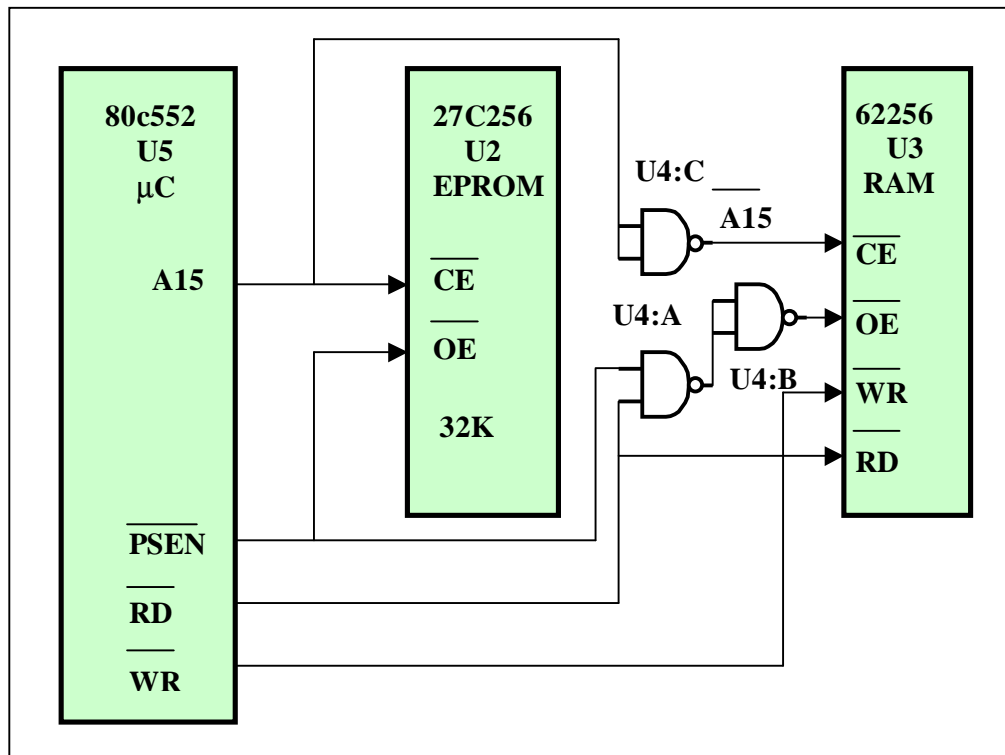 80c552
U5
μC
A15
PSEN
RD
WR
27C256
U2
EPROM
CE
OE
32K
U4:C
A15
U4:A
U4:B
62256
U3
RAM
CE
OE
WR
RD